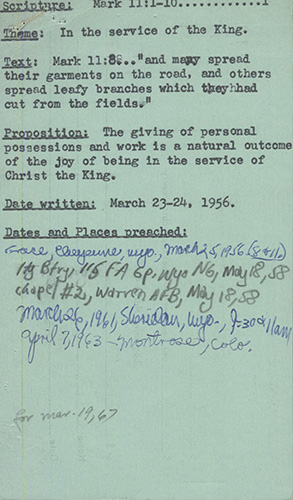 Scripture: Mark 11:1-10.............1
Theme: In the service of the King.
Text: Mark 11:8.."and many spread
their garments on the road, and others
spread leafy branches which they had
cut from the fields."
Proposition: The giving of personal
possessions and work is a natural outcome
of the joy of being in the service of
Christ the King.
Date written: March 23-24, 1956.
Dates and Places preached:
Grace, Cheyenne, Wyo., March 25, 1956 (8 & 11)
Hq Btry, 115 FA Gp, Wyo NG, May 18, 58
Chapel #2, Warren AFB, May 18, 58
March 26, 1961, Sheridan, Wyo., 7:30 & 11am
April 7, 1963 - Montrose, Colo.
for mar. 19, 67